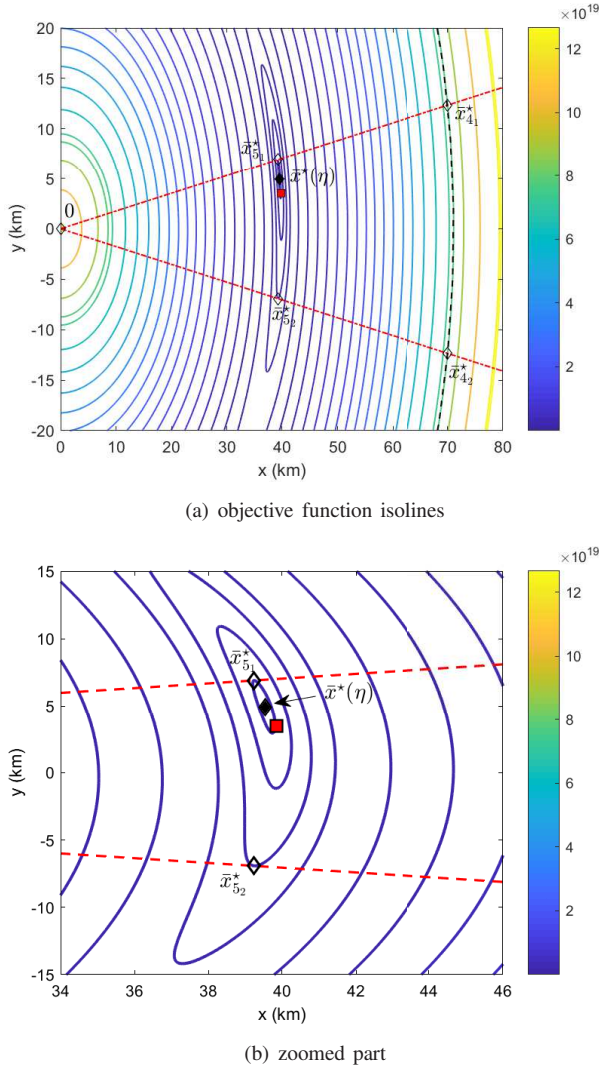 ×10¹⁹
20
15
10
5
0
-5
-10
-15
-20
y (km)
0
x̄⋆5₁
x̄⋆(η)
x̄⋆5₂
x̄⋆4₁
x̄⋆4₂
0 10 20 30 40 50 60 70 80
x (km)
12
10
8
6
4
2
(a) objective function isolines
×10¹⁹
15
10
5
0
-5
-10
-15
y (km)
x̄⋆5₁
x̄⋆(η)
x̄⋆5₂
34 36 38 40 42 44 46
x (km)
12
10
8
6
4
2
(b) zoomed part